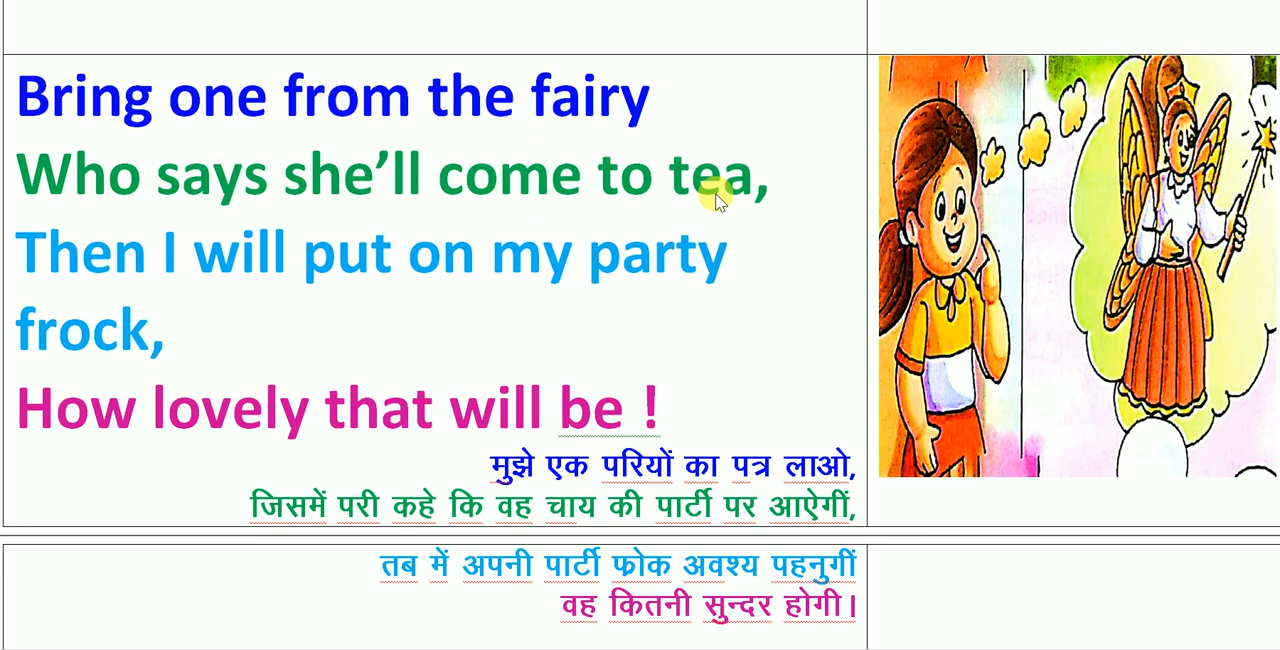 Bring one from the fairy
Who says she’ll come to tea,
Then I will put on my party
frock,
How lovely that will be !
मुझे एक परियों का पत्र लाओ,
जिसमें परी कहे कि वह चाय की पार्टी पर आऐगीं,
तब में अपनी पार्टी फ्रोक अवश्य पहनुगीं
वह कितनी सुन्दर होगी।